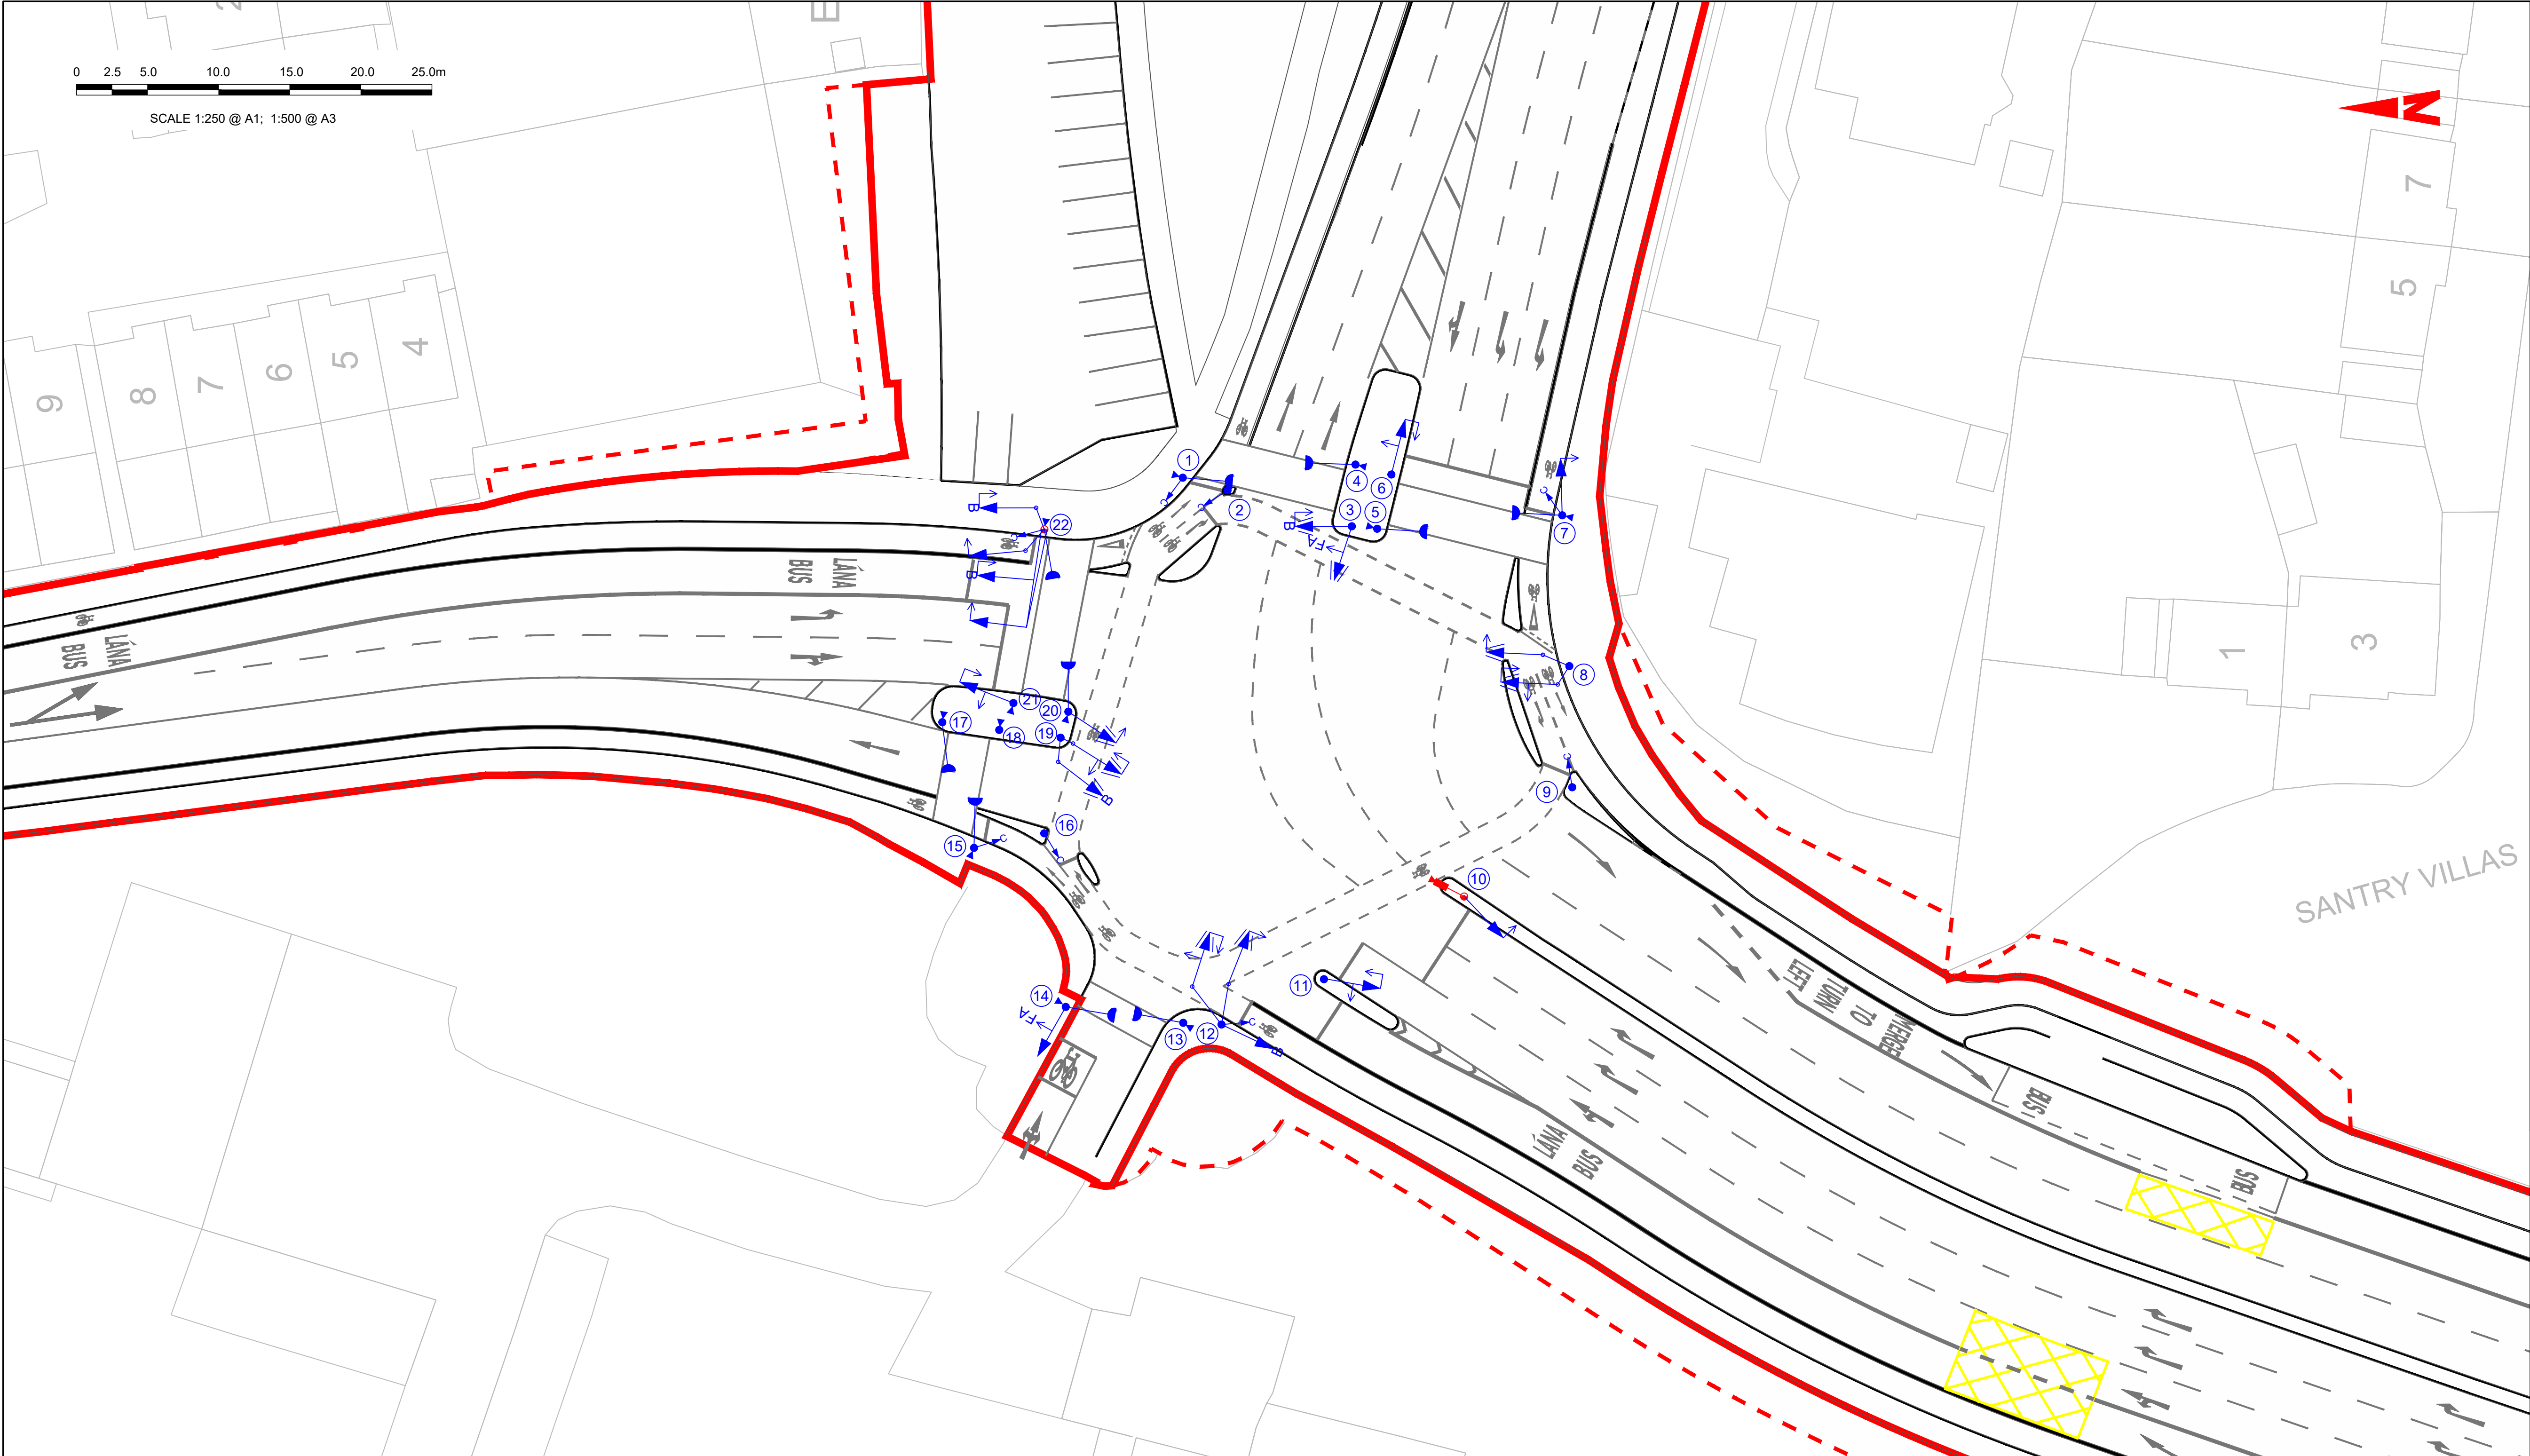 0 2.5 5.0 10.0 15.0 20.0 25.0m
SCALE 1:250 @ A1; 1:500 @ A3
N
2
E
7
5
3
1
9
8
7
6
5
4
1
2
3
4
5
6
7
8
9
10
11
12
13
14
15
16
17
18
19
20
21
22
C
C
C
C
C
C
C
B
B
B
B
B
FA
FA
LÁNA
BUS
LÁNA
BUS
LÁNA
BUS
LEFT
TURN
TO
MERGE
BUS
BUS
SANTRY VILLAS